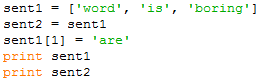 sent1 = ['word', 'is', 'boring']
sent2 = sent1
sent1[1] = 'are'
print sent1
print sent2